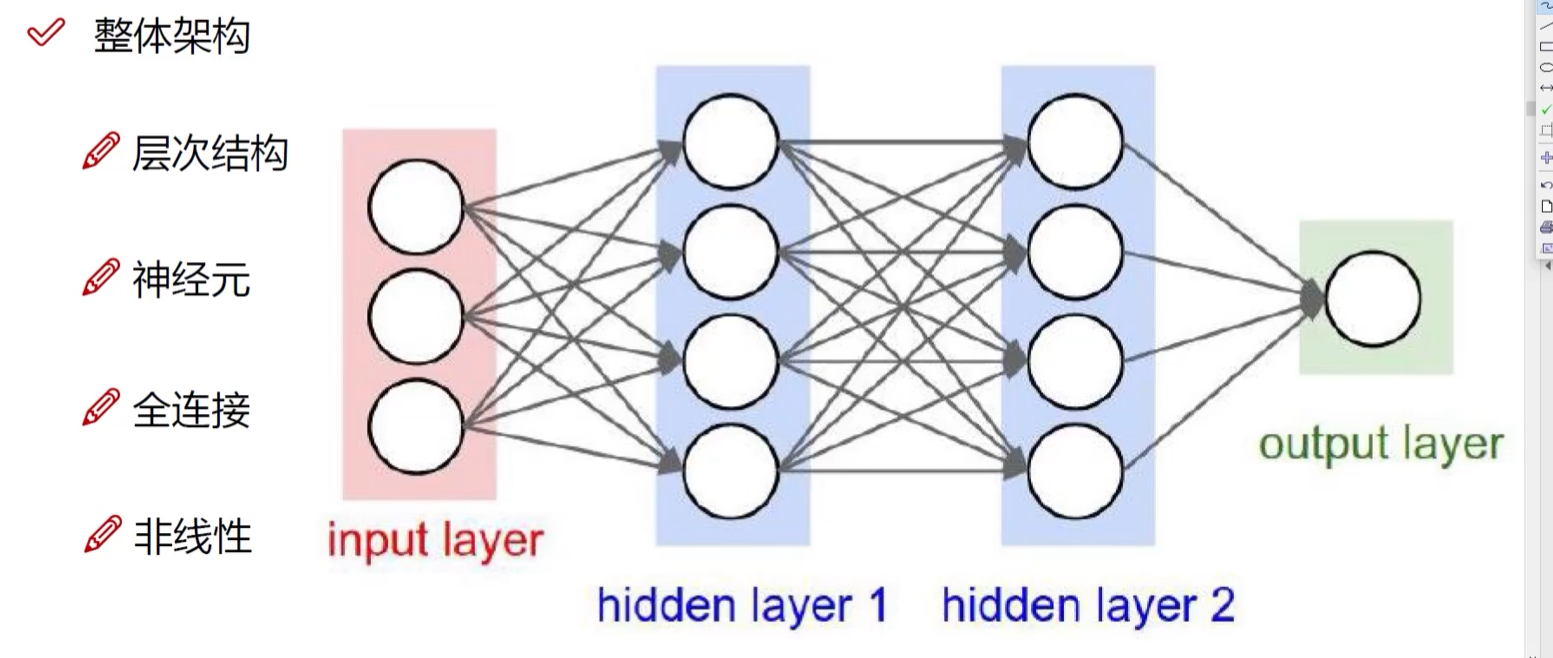 整体架构
层次结构
神经元
全连接
非线性
input layer
hidden layer 1
hidden layer 2
output layer